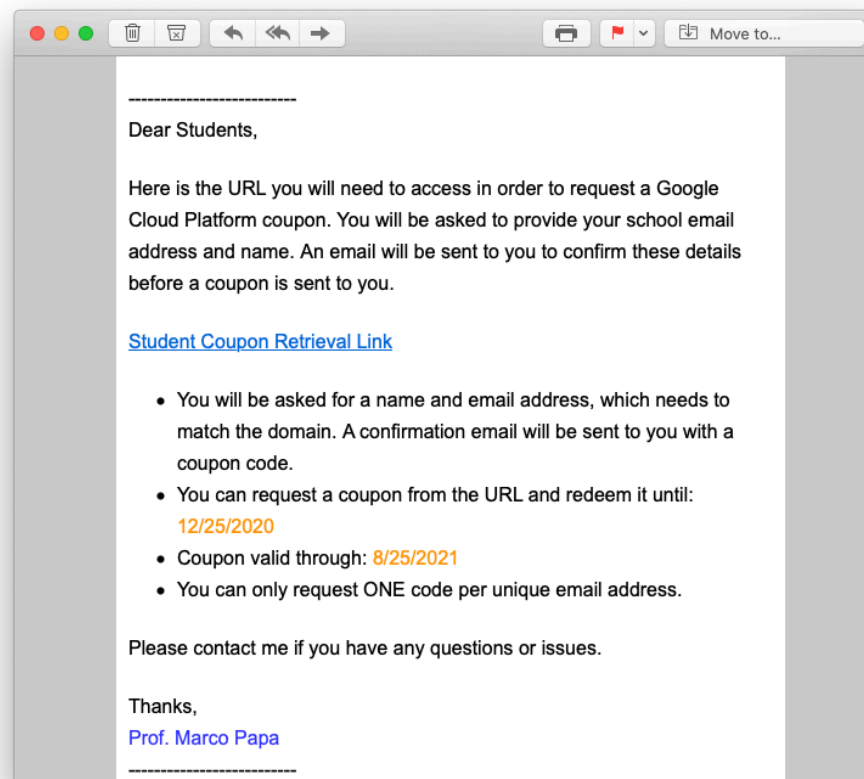 Move to...
--------------------------
Dear Students,
Here is the URL you will need to access in order to request a Google
Cloud Platform coupon. You will be asked to provide your school email
address and name. An email will be sent to you to confirm these details
before a coupon is sent to you.
Student Coupon Retrieval Link
• You will be asked for a name and email address, which needs to
match the domain. A confirmation email will be sent to you with a
coupon code.
• You can request a coupon from the URL and redeem it until:
12/25/2020
• Coupon valid through: 8/25/2021
• You can only request ONE code per unique email address.
Please contact me if you have any questions or issues.
Thanks,
Prof. Marco Papa
--------------------------